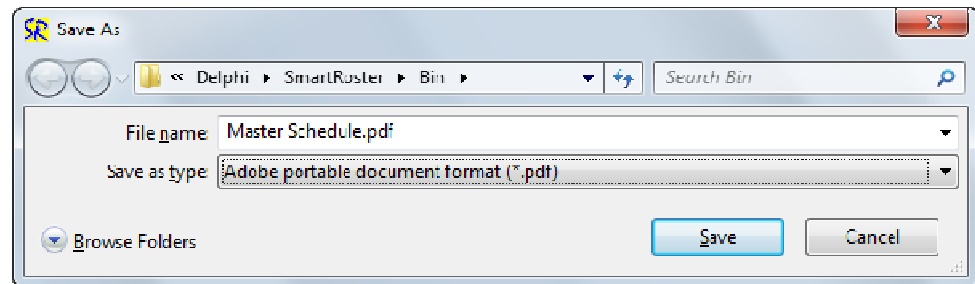 SR Save As
« Delphi SmartRoster Bin Search Bin
File name: Master Schedule.pdf
Save as type: Adobe portable document format (*.pdf)
Browse Folders Save Cancel